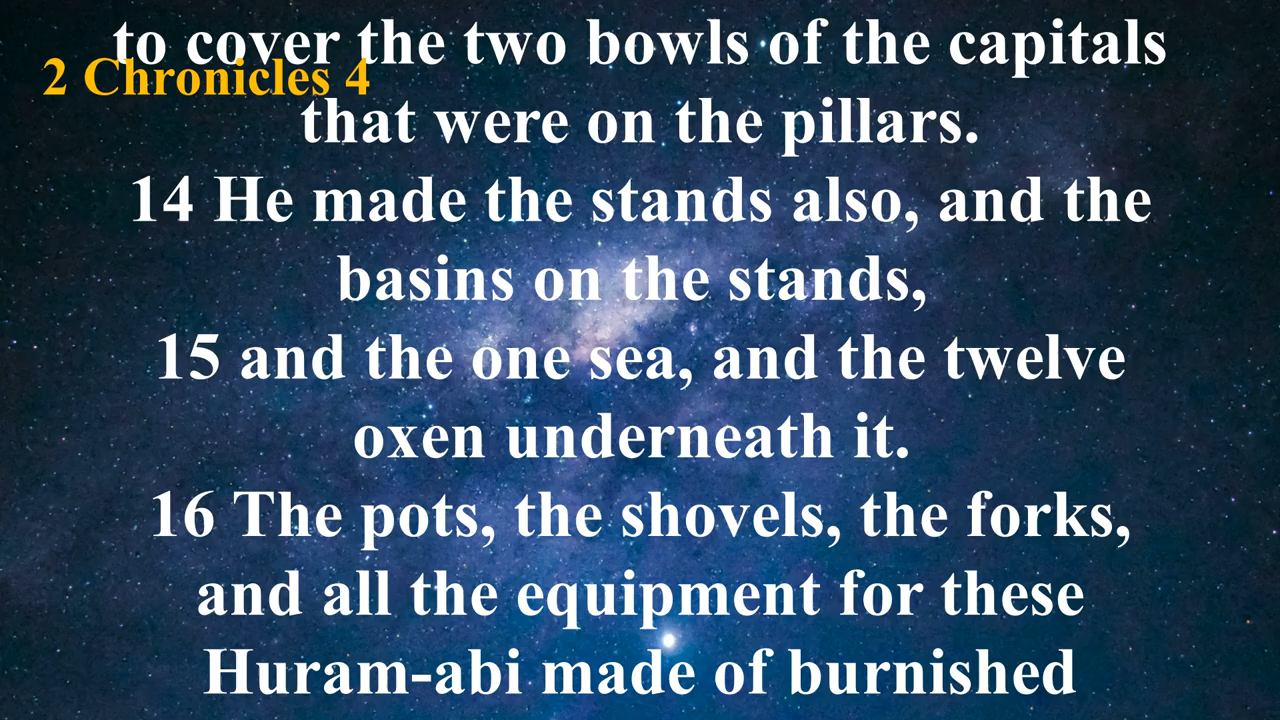 to cover the two bowls of the capitals
2 Chronicles 4
that were on the pillars.
14 He made the stands also, and the
basins on the stands,
15 and the one sea, and the twelve
oxen underneath it.
16 The pots, the shovels, the forks,
and all the equipment for these
Huram-abi made of burnished